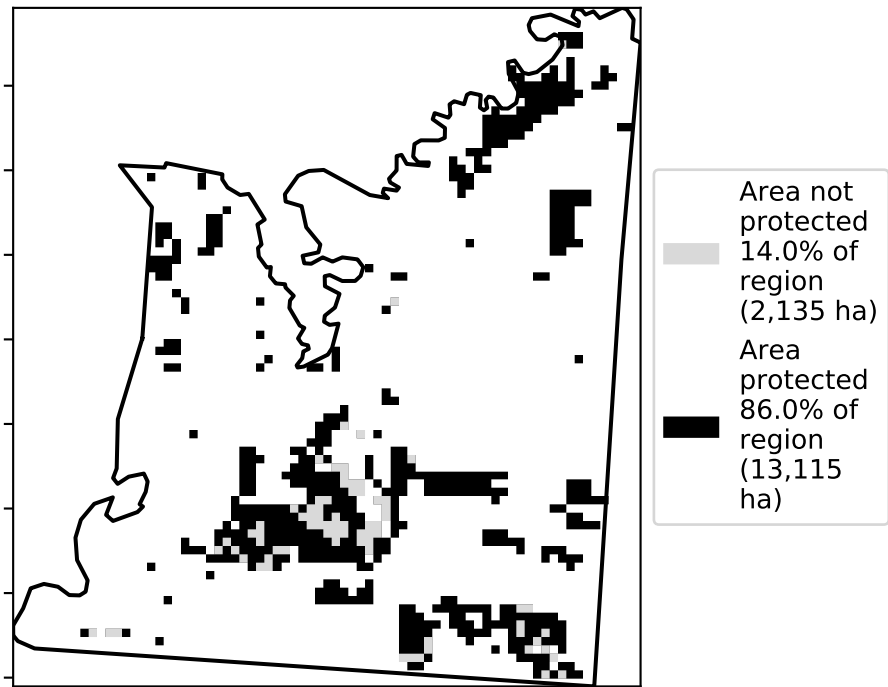 Area not
protected
14.0% of
region
(2,135 ha)
Area
protected
86.0% of
region
(13,115
ha)